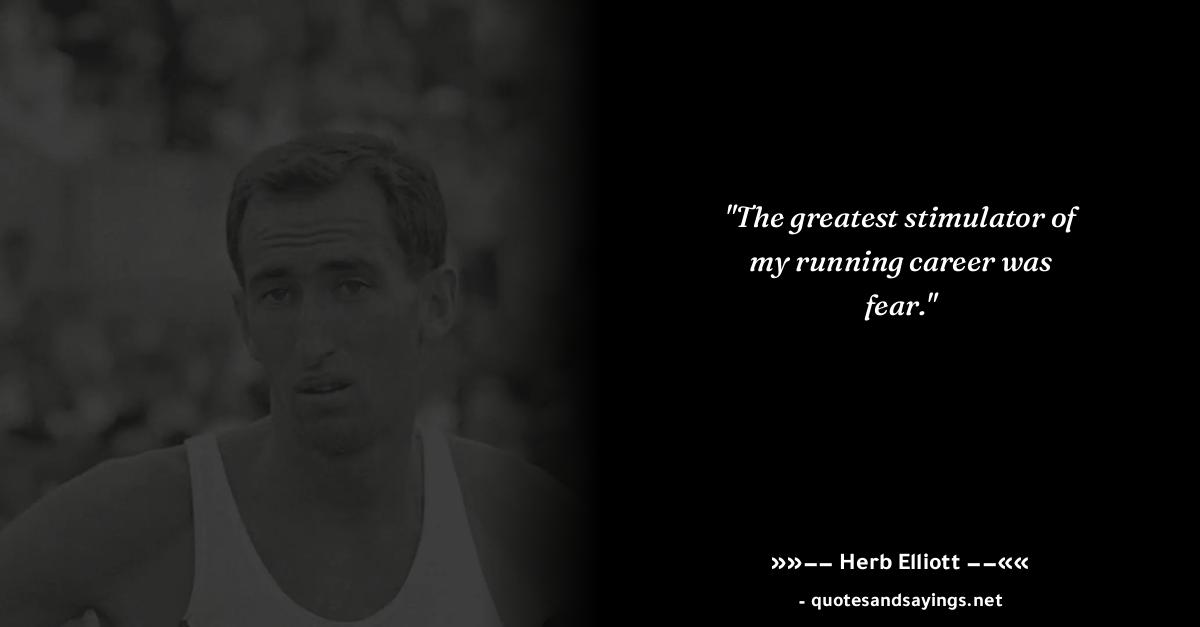 "The greatest stimulator of
my running career was
fear."
»»−− Herb Elliott −−««
- quotesandsayings.net